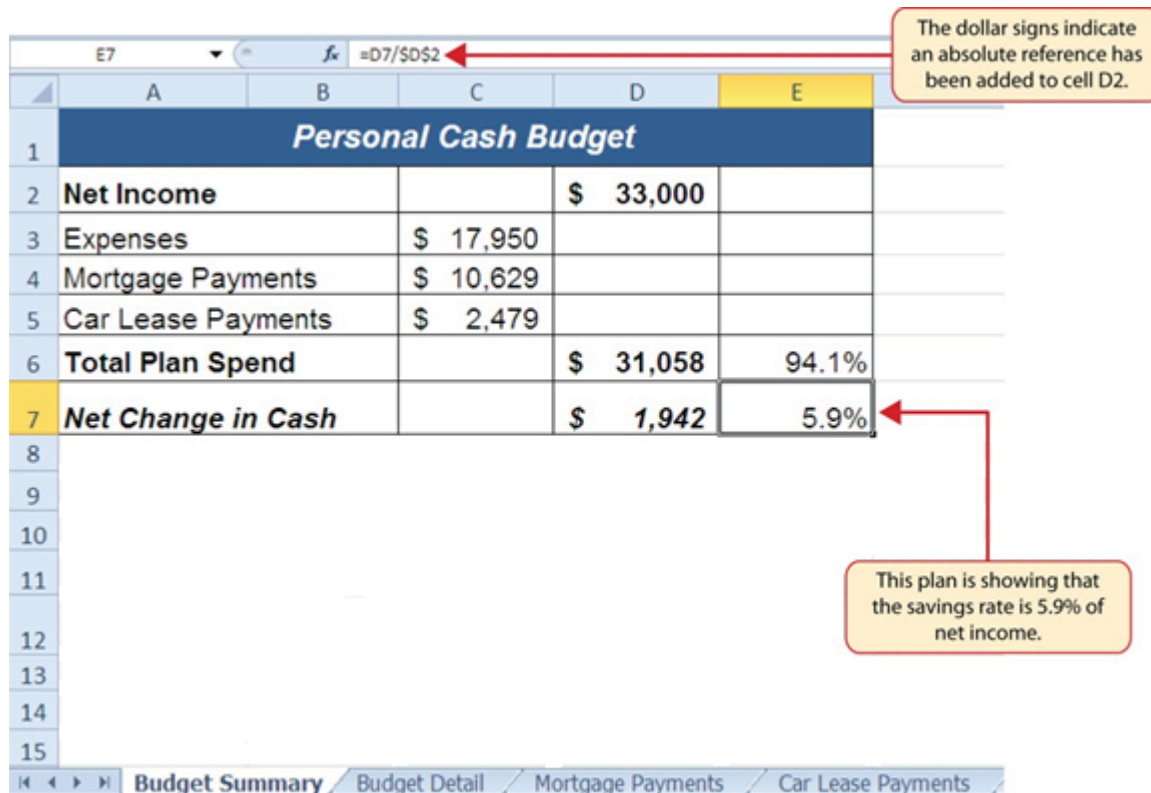 The dollar signs indicate
an absolute reference has
been added to cell D2.
E7 fx =D7/$D$2
A B C D E
1 Personal Cash Budget
2 Net Income $ 33,000
3 Expenses $ 17,950
4 Mortgage Payments $ 10,629
5 Car Lease Payments $ 2,479
6 Total Plan Spend $ 31,058 94.1%
7 Net Change in Cash $ 1,942 5.9%
8
9
10
11
This plan is showing that
the savings rate is 5.9% of
net income.
12
13
14
15
Budget Summary Budget Detail Mortgage Payments Car Lease Payments